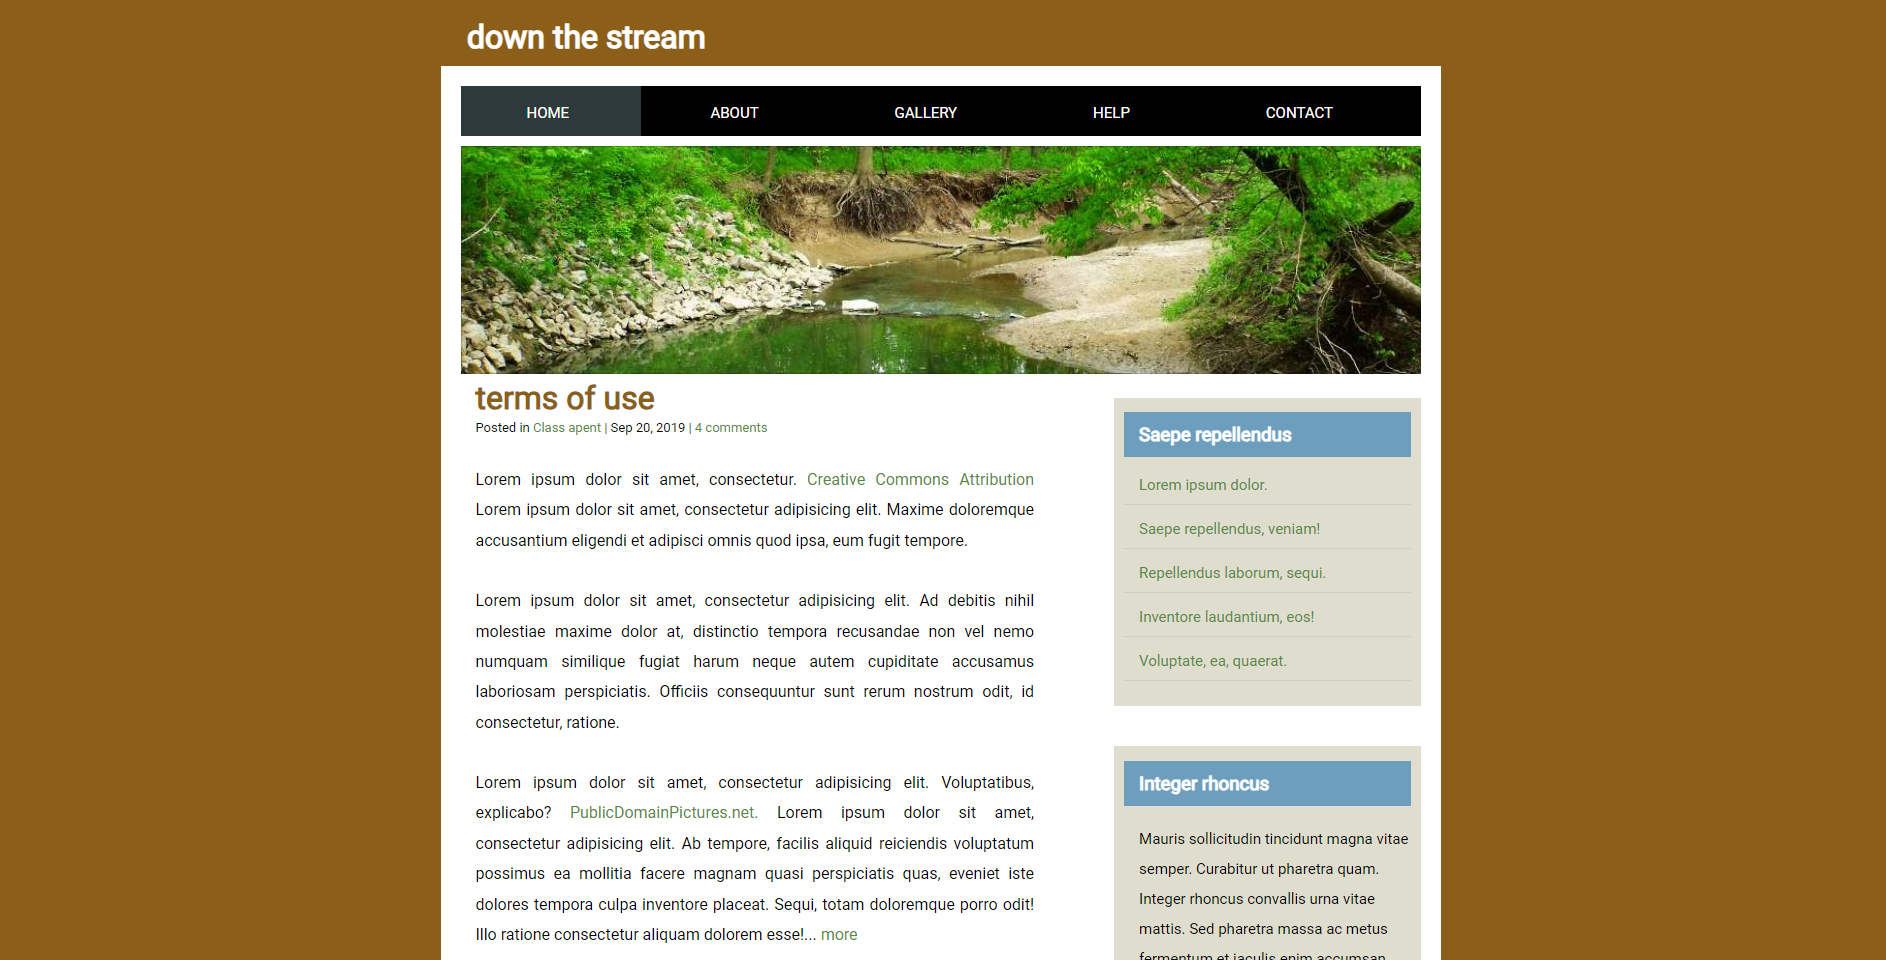 down the stream
HOME ABOUT GALLERY HELP CONTACT
terms of use
Posted in Class apent | Sep 20, 2019 | 4 comments
Lorem ipsum dolor sit amet, consectetur. Creative Commons Attribution
Lorem ipsum dolor sit amet, consectetur adipisicing elit. Maxime doloremque
accusantium eligendi et adipisci omnis quod ipsa, eum fugit tempore.
Lorem ipsum dolor sit amet, consectetur adipisicing elit. Ad debitis nihil
molestiae maxime dolor at, distinctio tempora recusandae non vel nemo
numquam similique fugiat harum neque autem cupiditate accusamus
laboriosam perspiciatis. Officiis consequuntur sunt rerum nostrum odit, id
consectetur, ratione.
Lorem ipsum dolor sit amet, consectetur adipisicing elit. Voluptatibus,
explicabo? PublicDomainPictures.net. Lorem ipsum dolor sit amet,
consectetur adipisicing elit. Ab tempore, facilis aliquid reiciendis voluptatum
possimus ea mollitia facere magnam quasi perspiciatis quas, eveniet iste
dolores tempora culpa inventore placeat. Sequi, totam doloremque porro odit!
Illo ratione consectetur aliquam dolorem esse!... more
Saepe repellendus
Lorem ipsum dolor.
Saepe repellendus, veniam!
Repellendus laborum, sequi.
Inventore laudantium, eos!
Voluptate, ea, quaerat.
Integer rhoncus
Mauris sollicitudin tincidunt magna vitae
semper. Curabitur ut pharetra quam.
Integer rhoncus convallis urna vitae
mattis. Sed pharetra massa ac metus
fermentum et iaculis enim accumsan